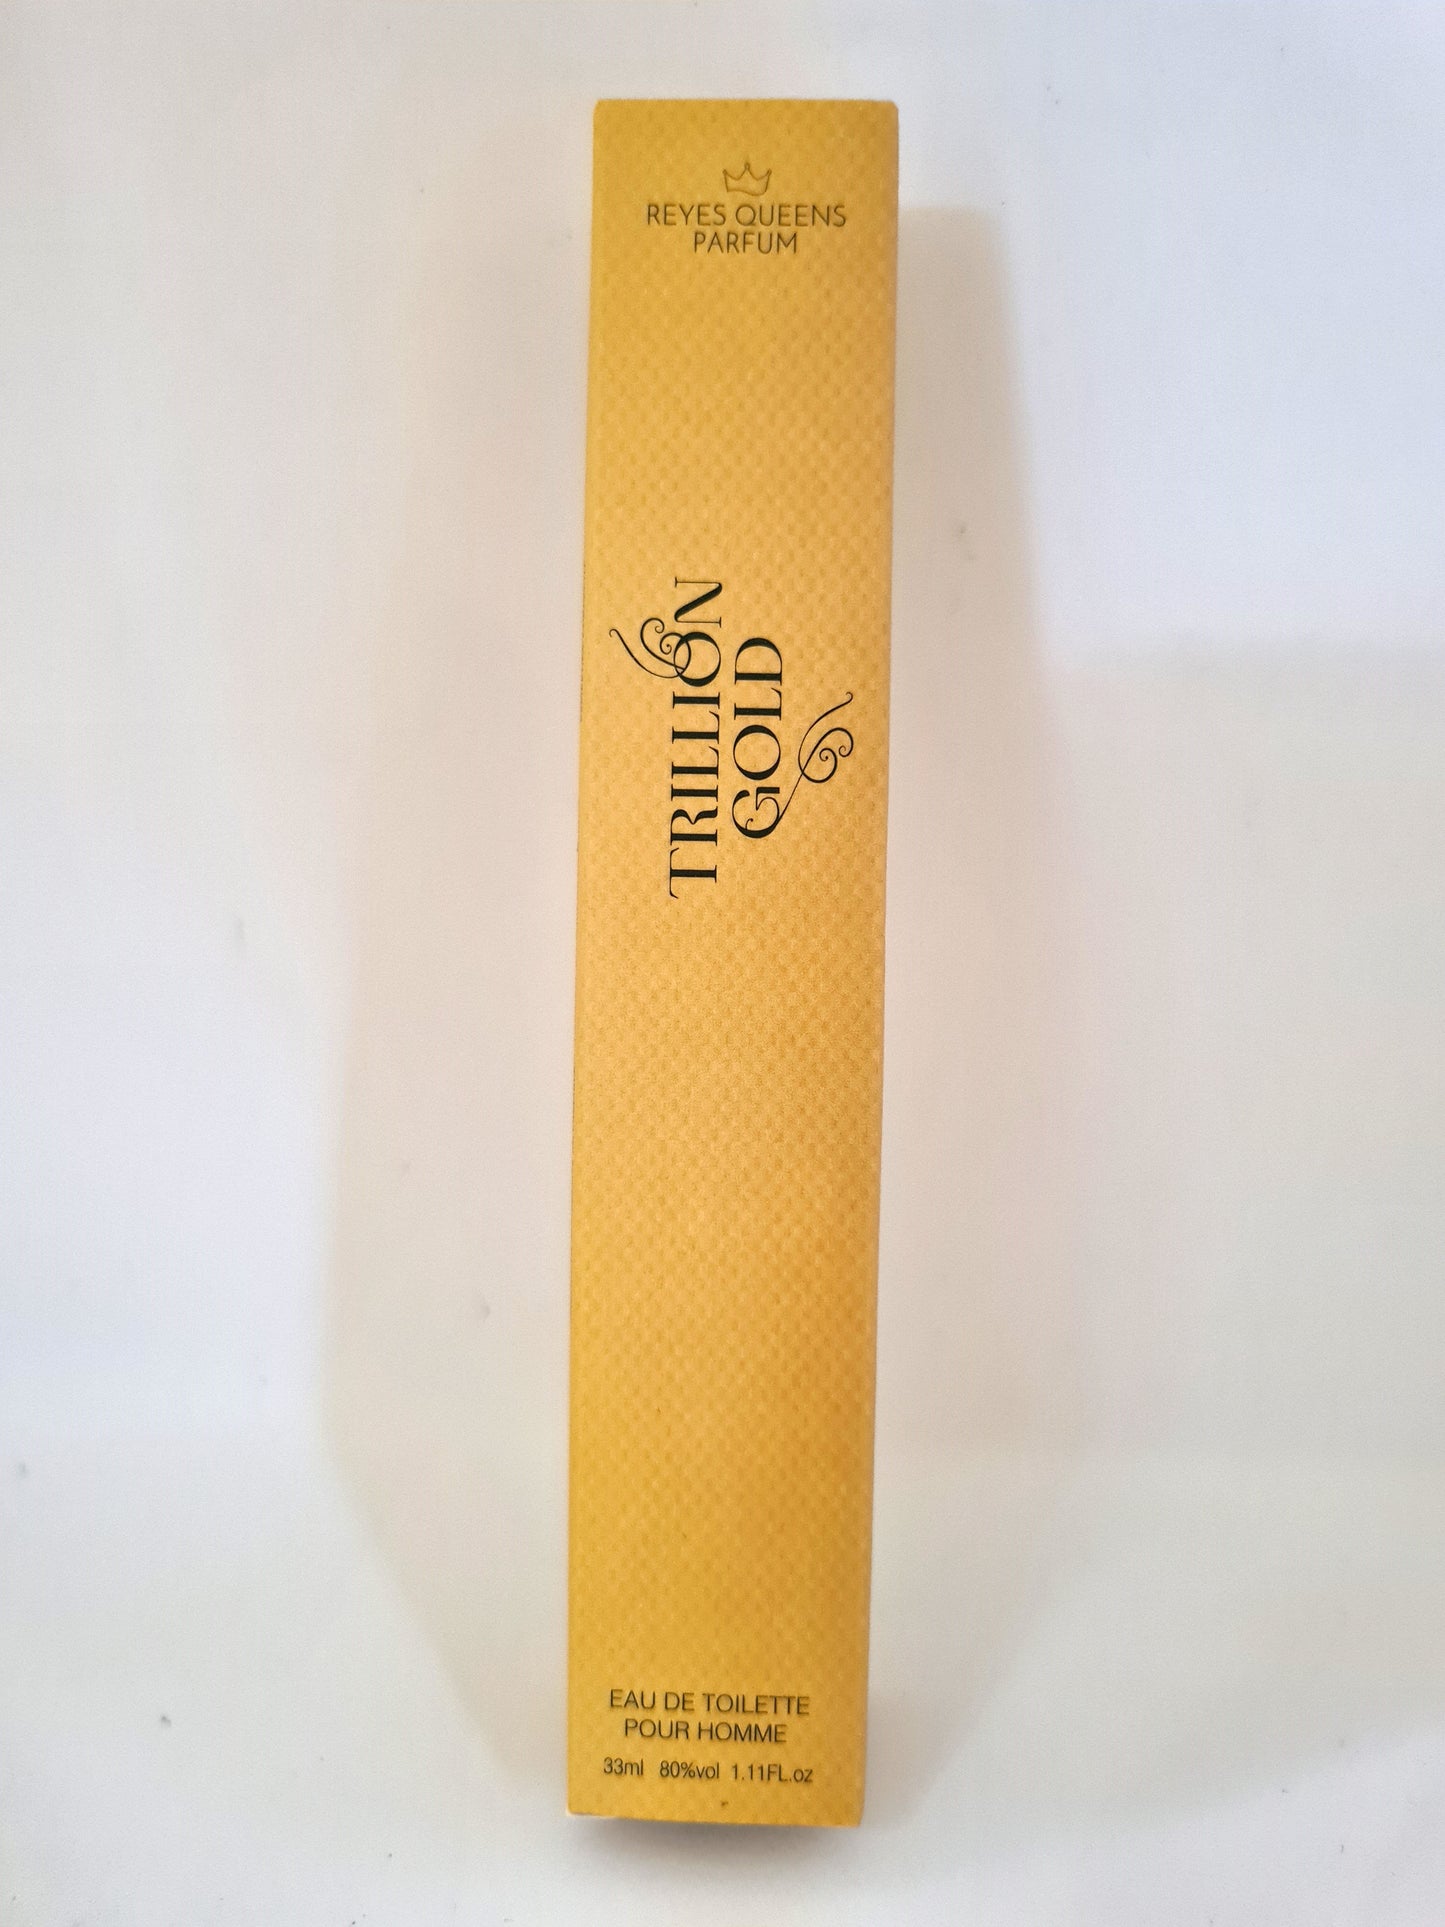 REYES QUEENS
PARFUM
TRILLION
GOLD
EAU DE TOILETTE
POUR HOMME
33ml 80%vol 1.11FL.oz